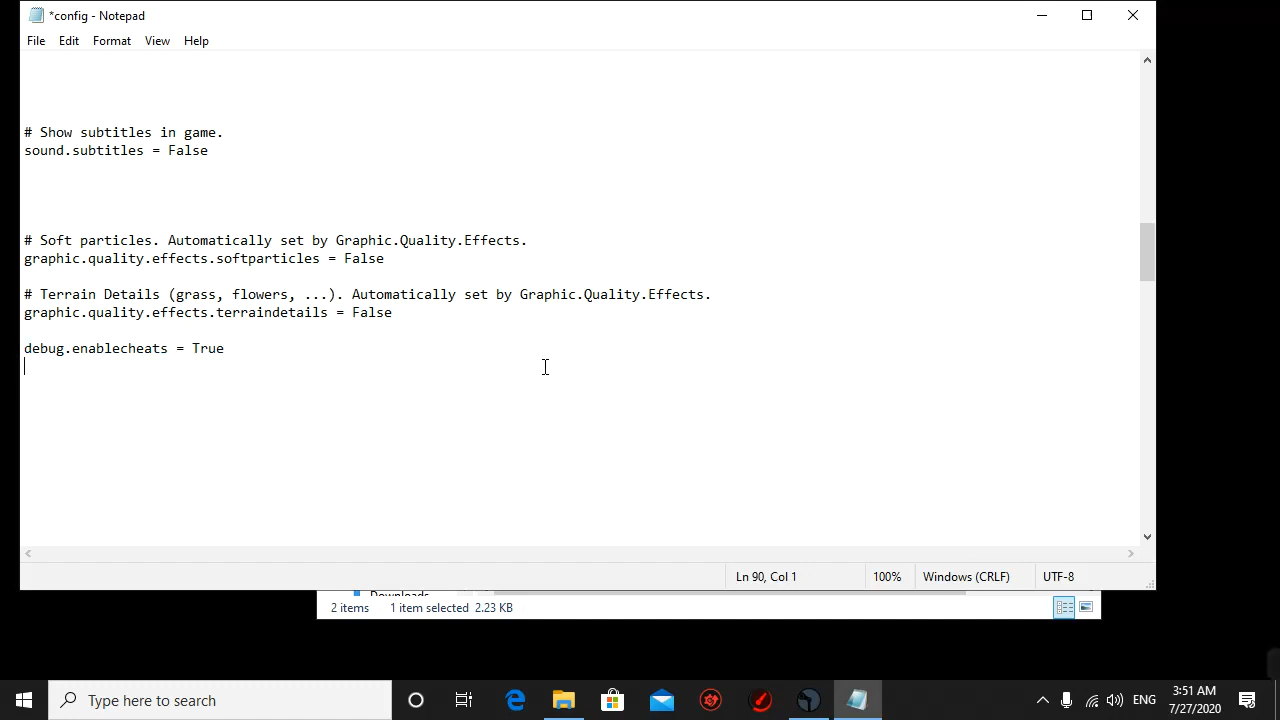 *config - Notepad
File Edit Format View Help
# Show subtitles in game.
sound.subtitles = False
# Soft particles. Automatically set by Graphic.Quality.Effects.
graphic.quality.effects.softparticles = False
# Terrain Details (grass, flowers, ...). Automatically set by Graphic.Quality.Effects.
graphic.quality.effects.terraindetails = False
debug.enablecheats = True
Ln 90, Col 1 100% Windows (CRLF) UTF-8
Downloads
2 items 1 item selected 2.23 KB
Type here to search
ENG
3:51 AM
7/27/2020